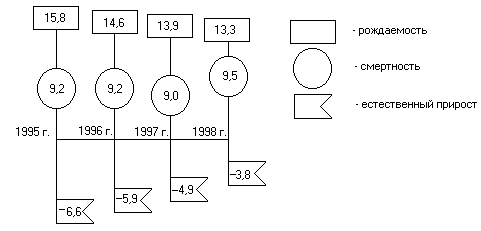 15,8
14,6
13,9
13,3
- рождаемость
9,2
9,2
9,0
9,5
- смертность
- естественный прирост
1995 г.
1996 г.
1997 г.
1998 г.
–6,6
–5,9
–4,9
–3,8